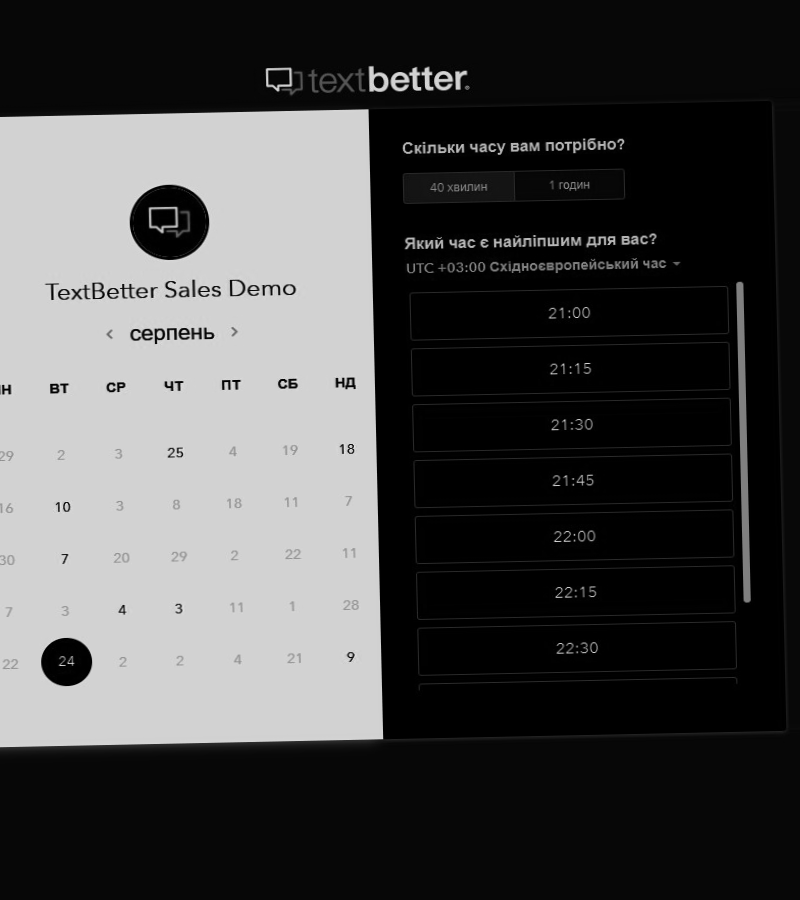 textbetter.
TextBetter Sales Demo
серпень
ВТ СР ЧТ ПТ СБ НД
29 2 3 25 4 19 18
16 10 3 8 18 11 7
30 7 20 29 2 22 11
7 3 4 3 11 1 28
22 24 2 2 4 21 9
Скільки часу вам потрібно?
40 хвилин 1 годин
Який час є найліпшим для вас?
UTC +03:00 Східноєвропейський час
21:00
21:15
21:30
21:45
22:00
22:15
22:30